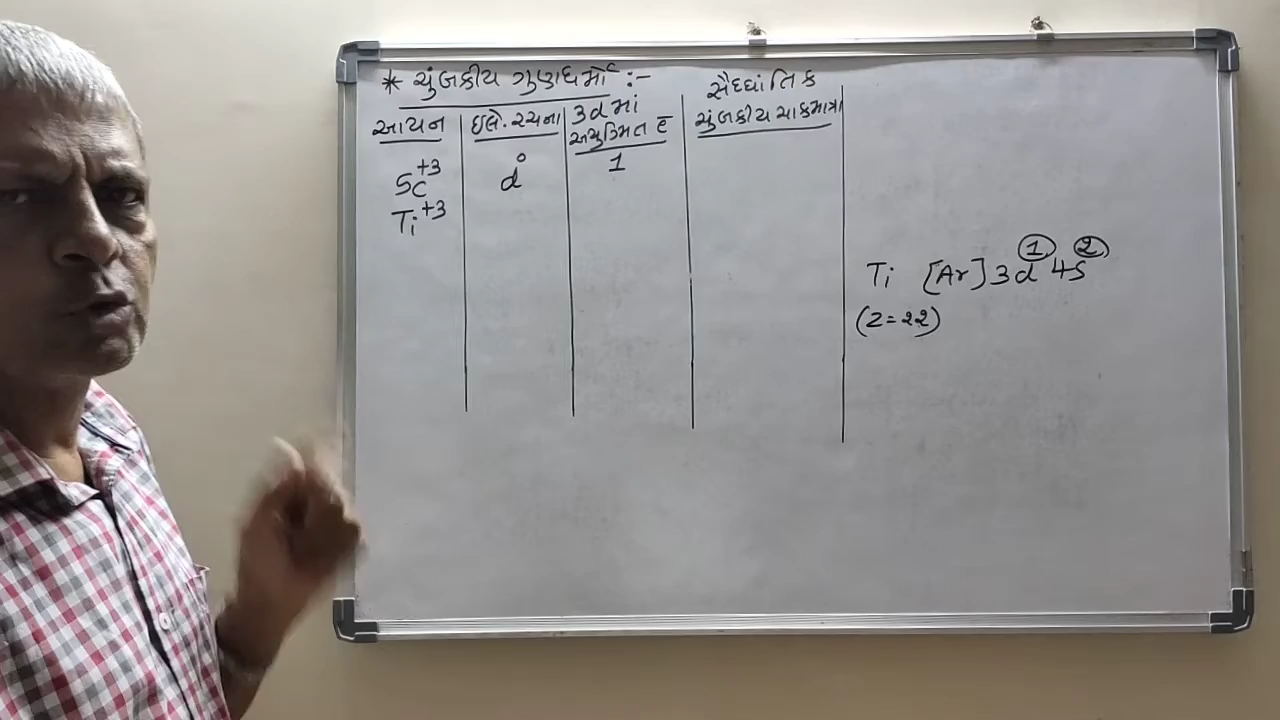 * ચુંબકીય ગુણધર્મો :-
આયન ઇલે. રચના 3d માં અયુગ્મિત e⁻ સૈદ્ધાંતિક ચુંબકીય ચાકમાત્રા
Sc⁺³ d⁰ 1
Ti⁺³
Ti [Ar] 3d¹ 4s²
(Z=22)